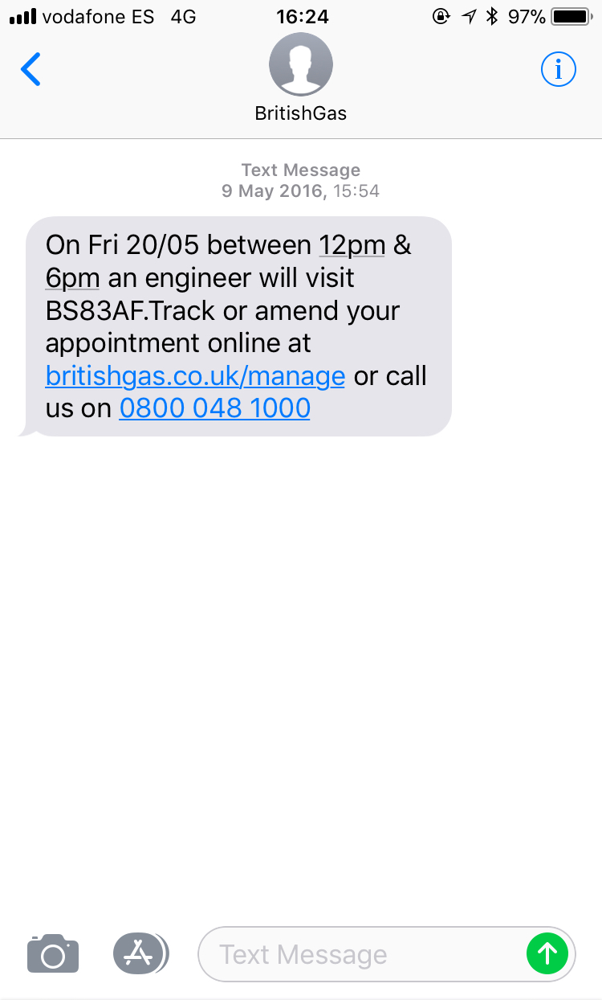 vodafone ES 4G 16:24 97%
BritishGas
Text Message
9 May 2016, 15:54
On Fri 20/05 between 12pm &
6pm an engineer will visit
BS83AF.Track or amend your
appointment online at
britishgas.co.uk/manage or call
us on 0800 048 1000
Text Message